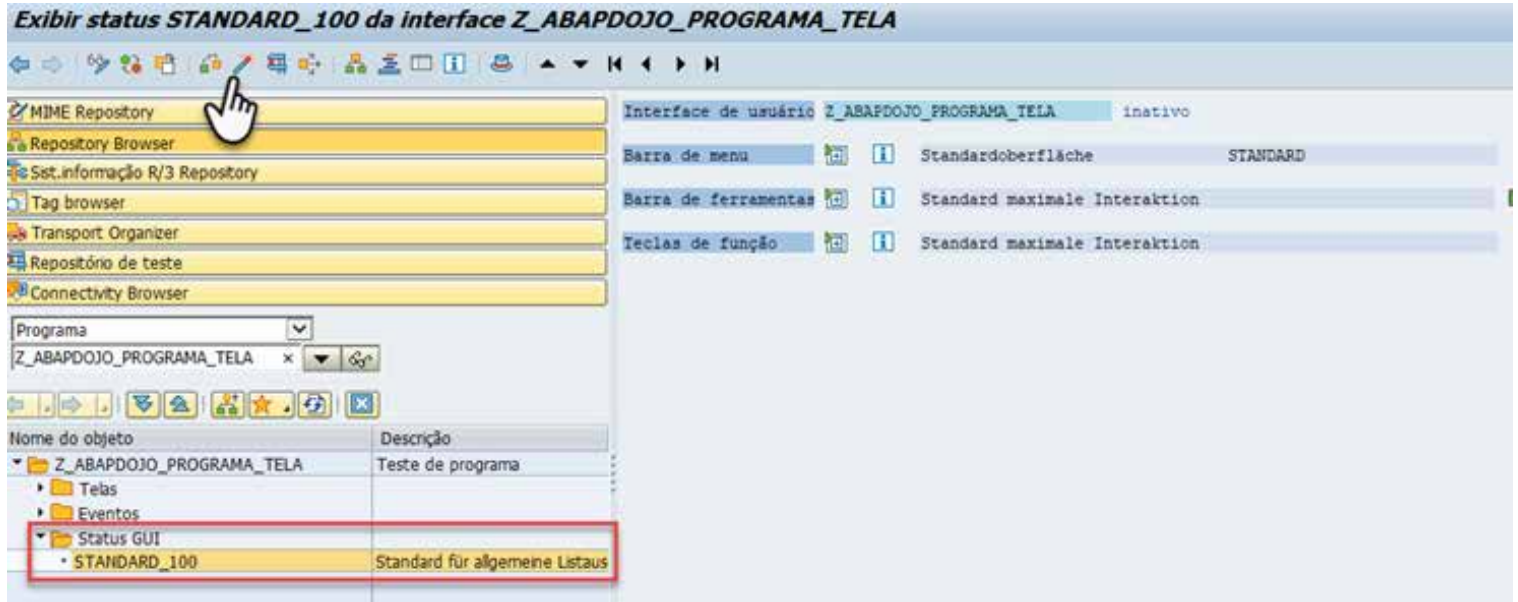 Exibir status STANDARD_100 da interface Z_ABAPDOJO_PROGRAMA_TELA
MIME Repository
Repository Browser
Sist.informação R/3 Repository
Tag browser
Transport Organizer
Repositório de teste
Connectivity Browser
Programa
Z_ABAPDOJO_PROGRAMA_TELA
Nome do objeto Descrição
Z_ABAPDOJO_PROGRAMA_TELA Teste de programa
Telas
Eventos
Status GUI
STANDARD_100 Standard für allgemeine Listaus
Interface de usuário Z_ABAPDOJO_PROGRAMA_TELA inativo
Barra de menu Standardoberfläche STANDARD
Barra de ferramentas Standard maximale Interaktion
Teclas de função Standard maximale Interaktion